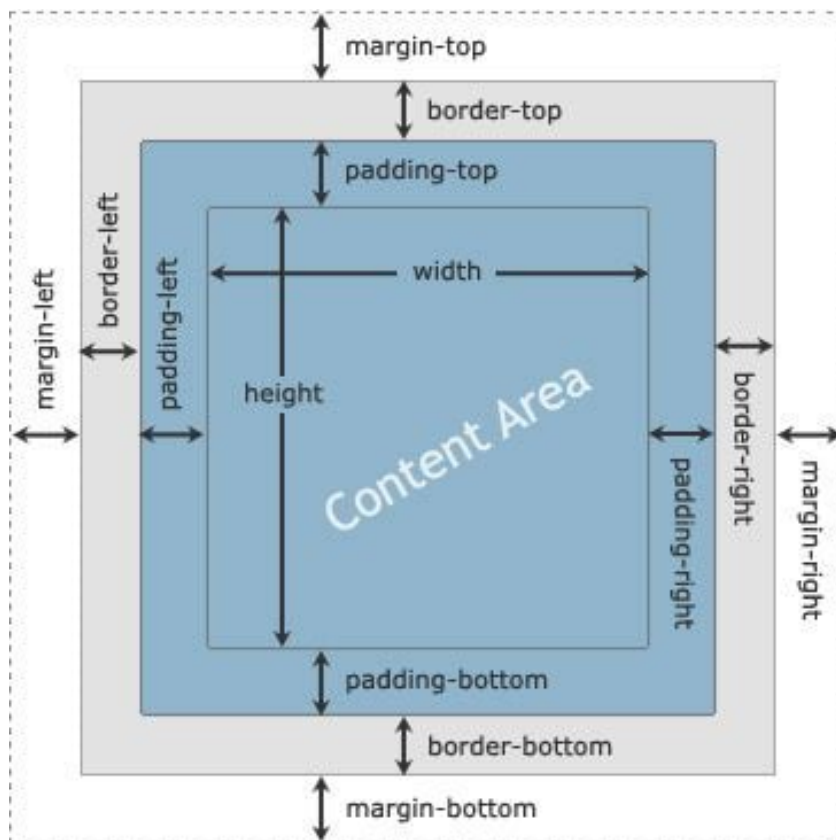 margin-top
border-top
padding-top
margin-left
border-left
padding-left
width
height
Content Area
padding-right
border-right
margin-right
padding-bottom
border-bottom
margin-bottom